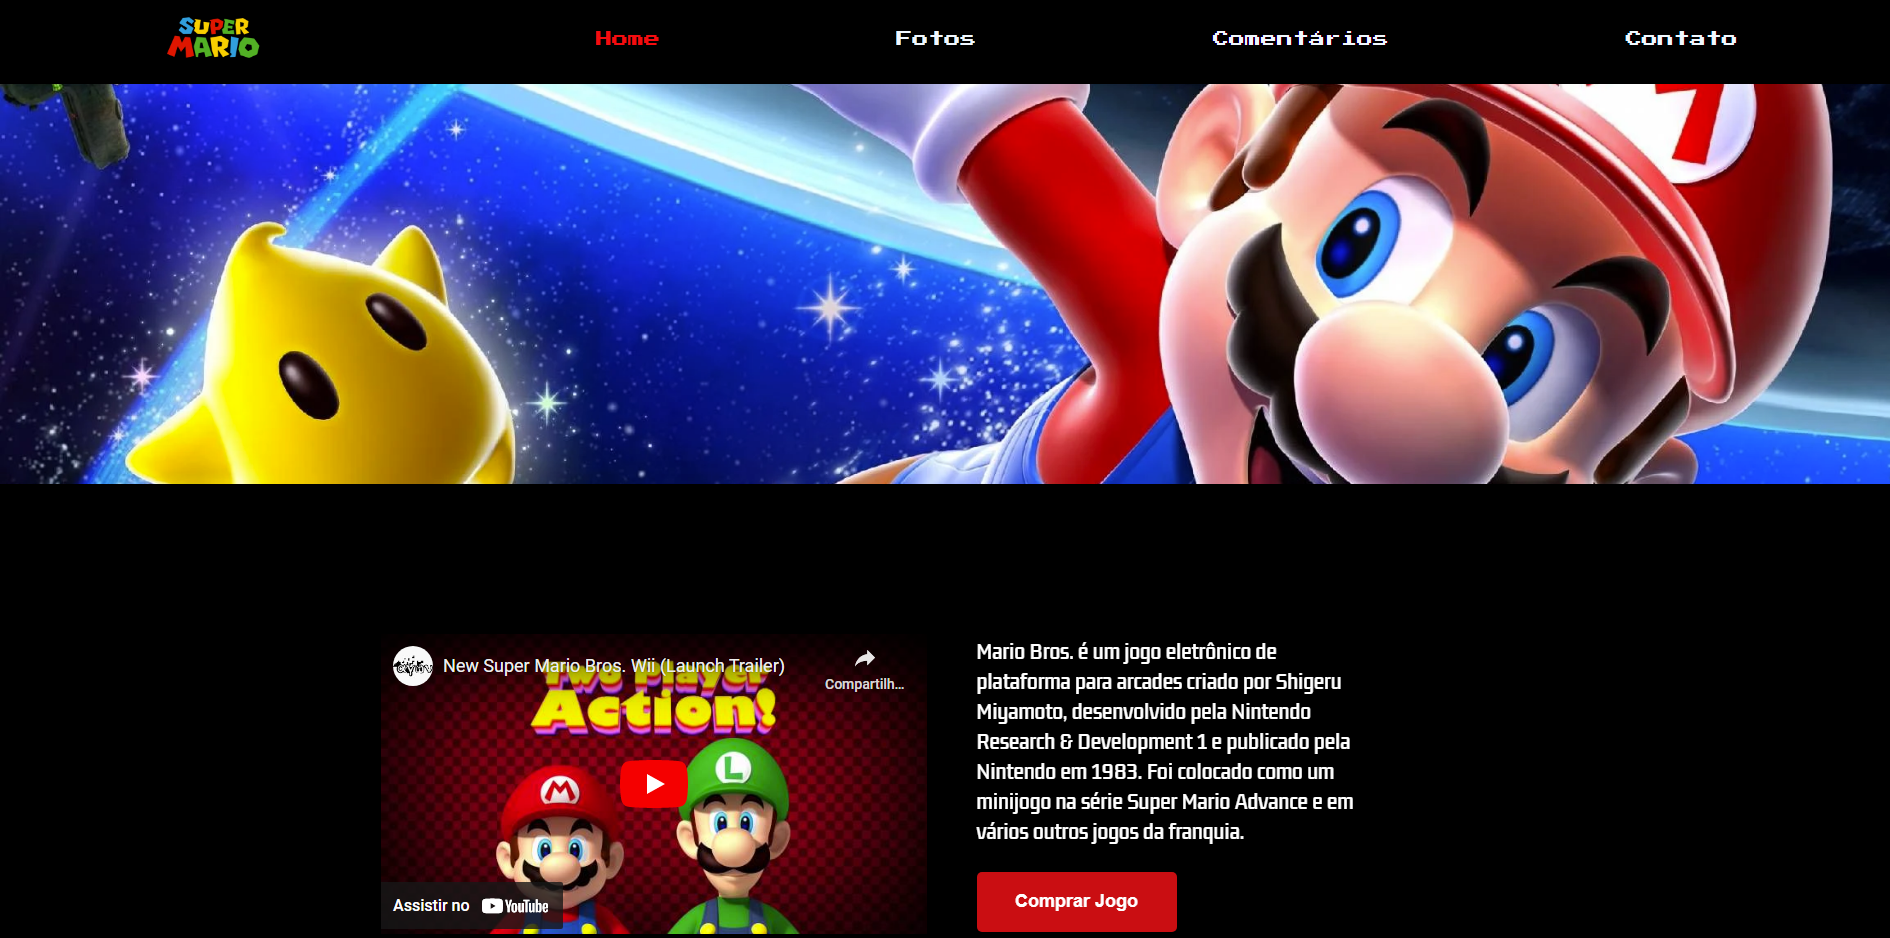 SUPER
MARIO
Home
Fotos
Comentários
Contato
M
New Super Mario Bros. Wii (Launch Trailer)
Compartilh...
Two Player
Action!
M
L
Assistir no YouTube
Mario Bros. é um jogo eletrônico de
plataforma para arcades criado por Shigeru
Miyamoto, desenvolvido pela Nintendo
Research & Development 1 e publicado pela
Nintendo em 1983. Foi colocado como um
minijogo na série Super Mario Advance e em
vários outros jogos da franquia.
Comprar Jogo